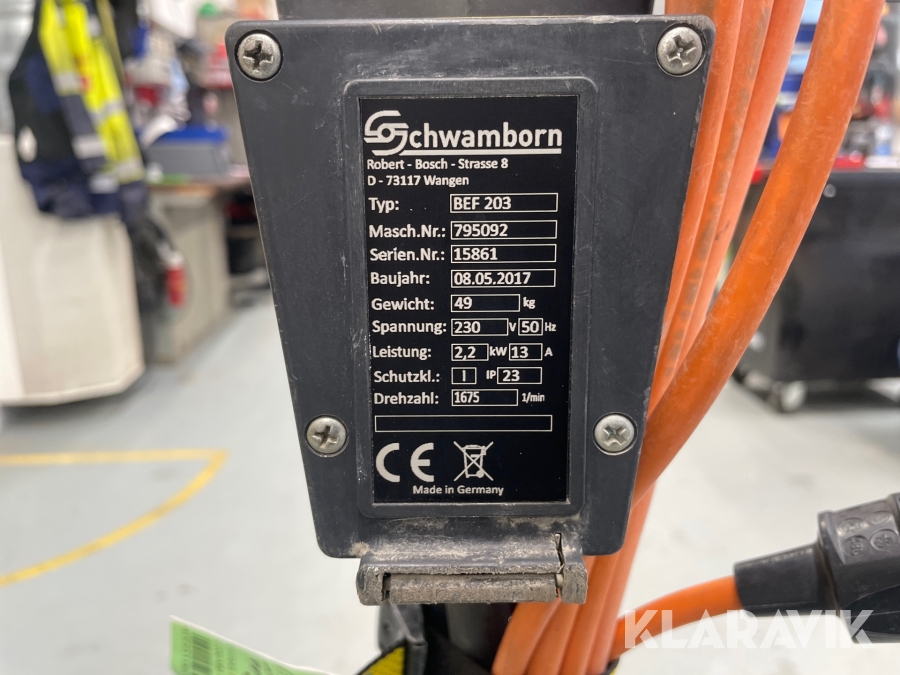 Schwamborn
Robert - Bosch - Strasse 8
D - 73117 Wangen
Typ: BEF 203
Masch.Nr.: 795092
Serien.Nr.: 15861
Baujahr: 08.05.2017
Gewicht: 49 kg
Spannung: 230 V 50 Hz
Leistung: 2,2 kW 13 A
Schutzkl.: I IP 23
Drehzahl: 1675 1/min
CE
Made in Germany
KLARAVIK